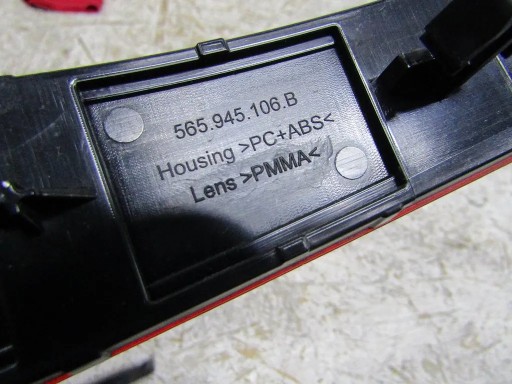 565.945.106.B
Housing >PC+ABS<
Lens >PMMA<